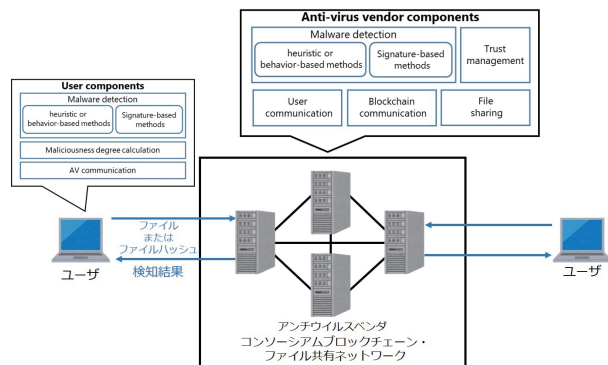 Anti-virus vendor components
Malware detection
heuristic or
behavior-based methods
Signature-based
methods
Trust
management
User
communication
Blockchain
communication
File
sharing
User components
Malware detection
heuristic or
behavior-based methods
Signature-based
methods
Maliciousness degree calculation
AV communication
ファイル
または
ファイルハッシュ
検知結果
ユーザ
ユーザ
アンチウイルスベンダ
コンソーシアムブロックチェーン・
ファイル共有ネットワーク